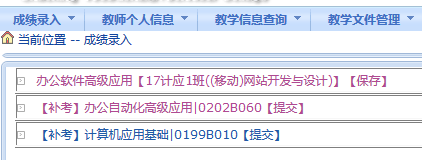 成绩录入 教师个人信息 教学信息查询 教学文件管理
当前位置 -- 成绩录入
办公软件高级应用【17计应1班((移动)网站开发与设计)】【保存】
【补考】办公自动化高级应用|0202B060【提交】
【补考】计算机应用基础|0199B010【提交】